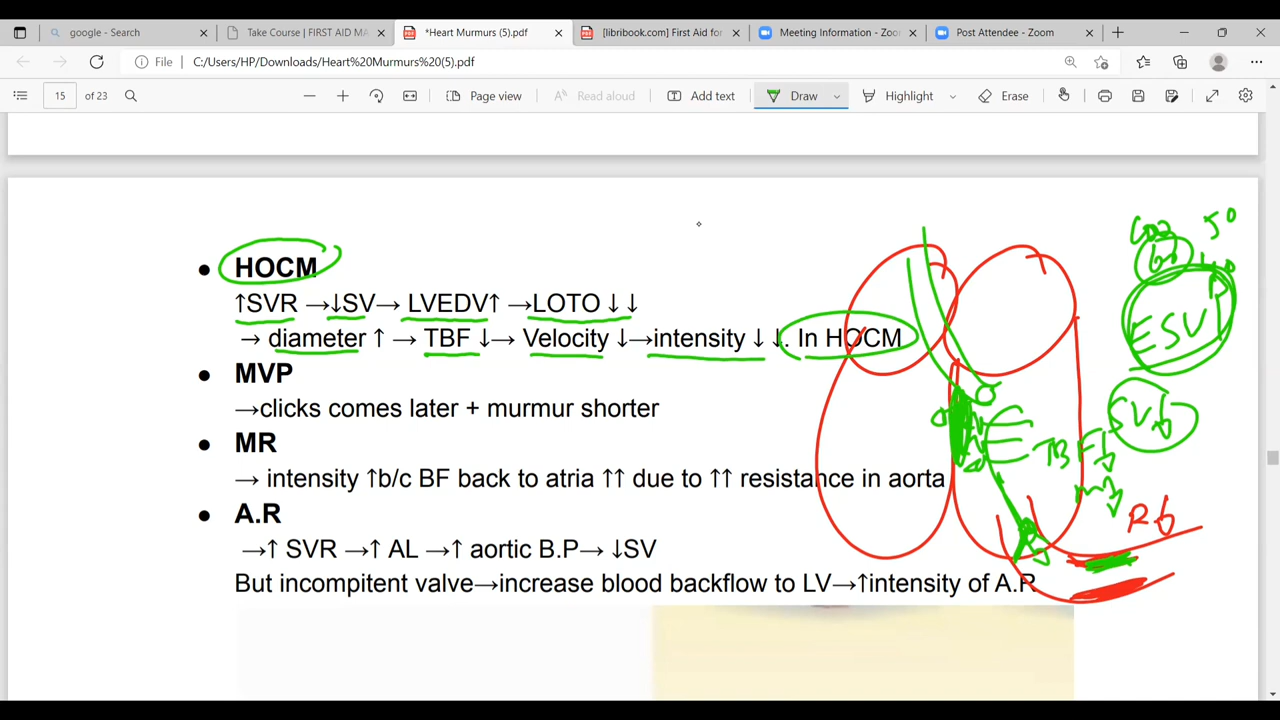 google - Search
Take Course | FIRST AID MA
*Heart Murmurs (5).pdf
[libribook.com] First Aid for
Meeting Information - Zoo
Post Attendee - Zoom
File
C:/Users/HP/Downloads/Heart%20Murmurs%20(5).pdf
15 of 23
Page view
Read aloud
Add text
Draw
Highlight
Erase
● HOCM
↑SVR →↓SV→ LVEDV↑ →LOTO ↓↓
→ diameter ↑ → TBF ↓→ Velocity ↓→intensity ↓↓. In HOCM
● MVP
→clicks comes later + murmur shorter
● MR
→ intensity ↑b/c BF back to atria ↑↑ due to ↑↑ resistance in aorta
● A.R
→↑ SVR →↑ AL →↑ aortic B.P→ ↓SV
But incompitent valve→increase blood backflow to LV→↑intensity of A.R
50
60
ESV↑
SV↓
TBF↓
m↓
R↓